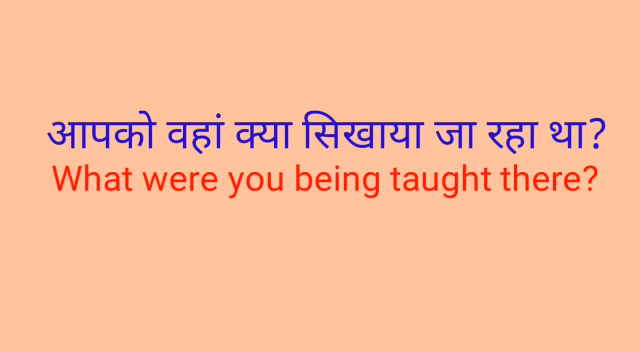 आपको वहां क्या सिखाया जा रहा था?
What were you being taught there?